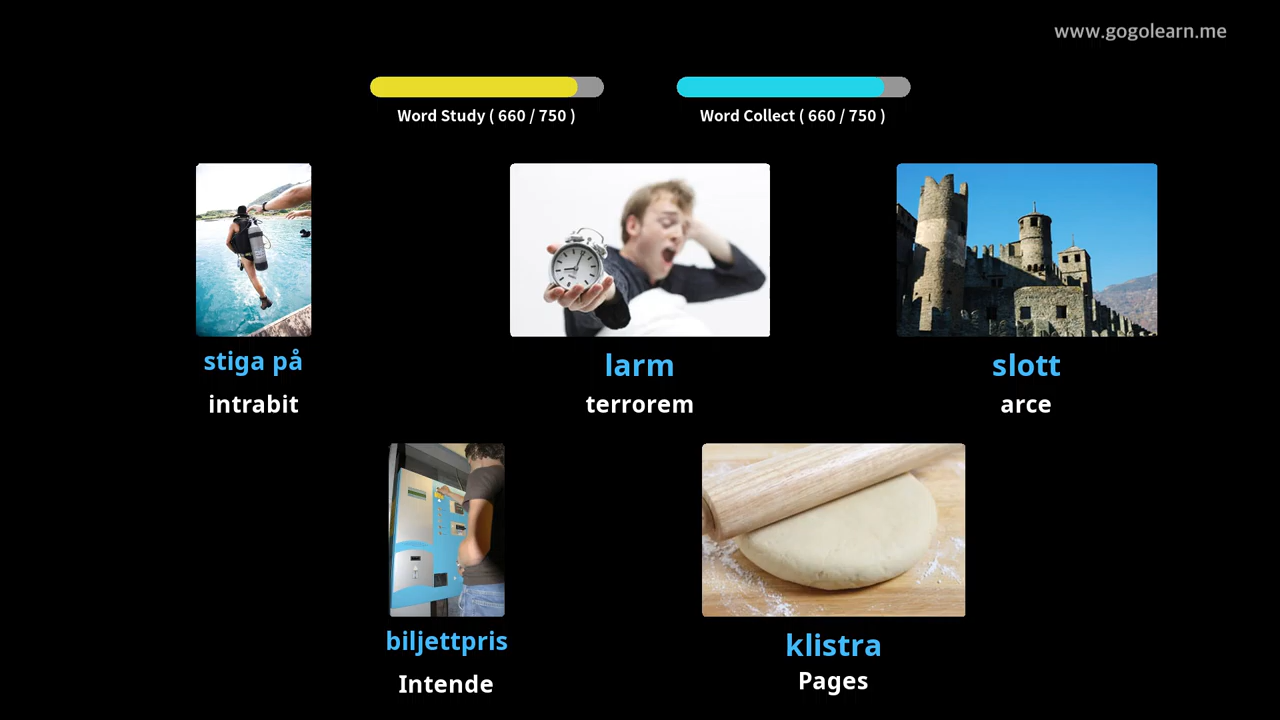 www.gogolearn.me
Word Study ( 660 / 750 )
Word Collect ( 660 / 750 )
stiga på
intrabit
larm
terrorem
slott
arce
biljettpris
Intende
klistra
Pages